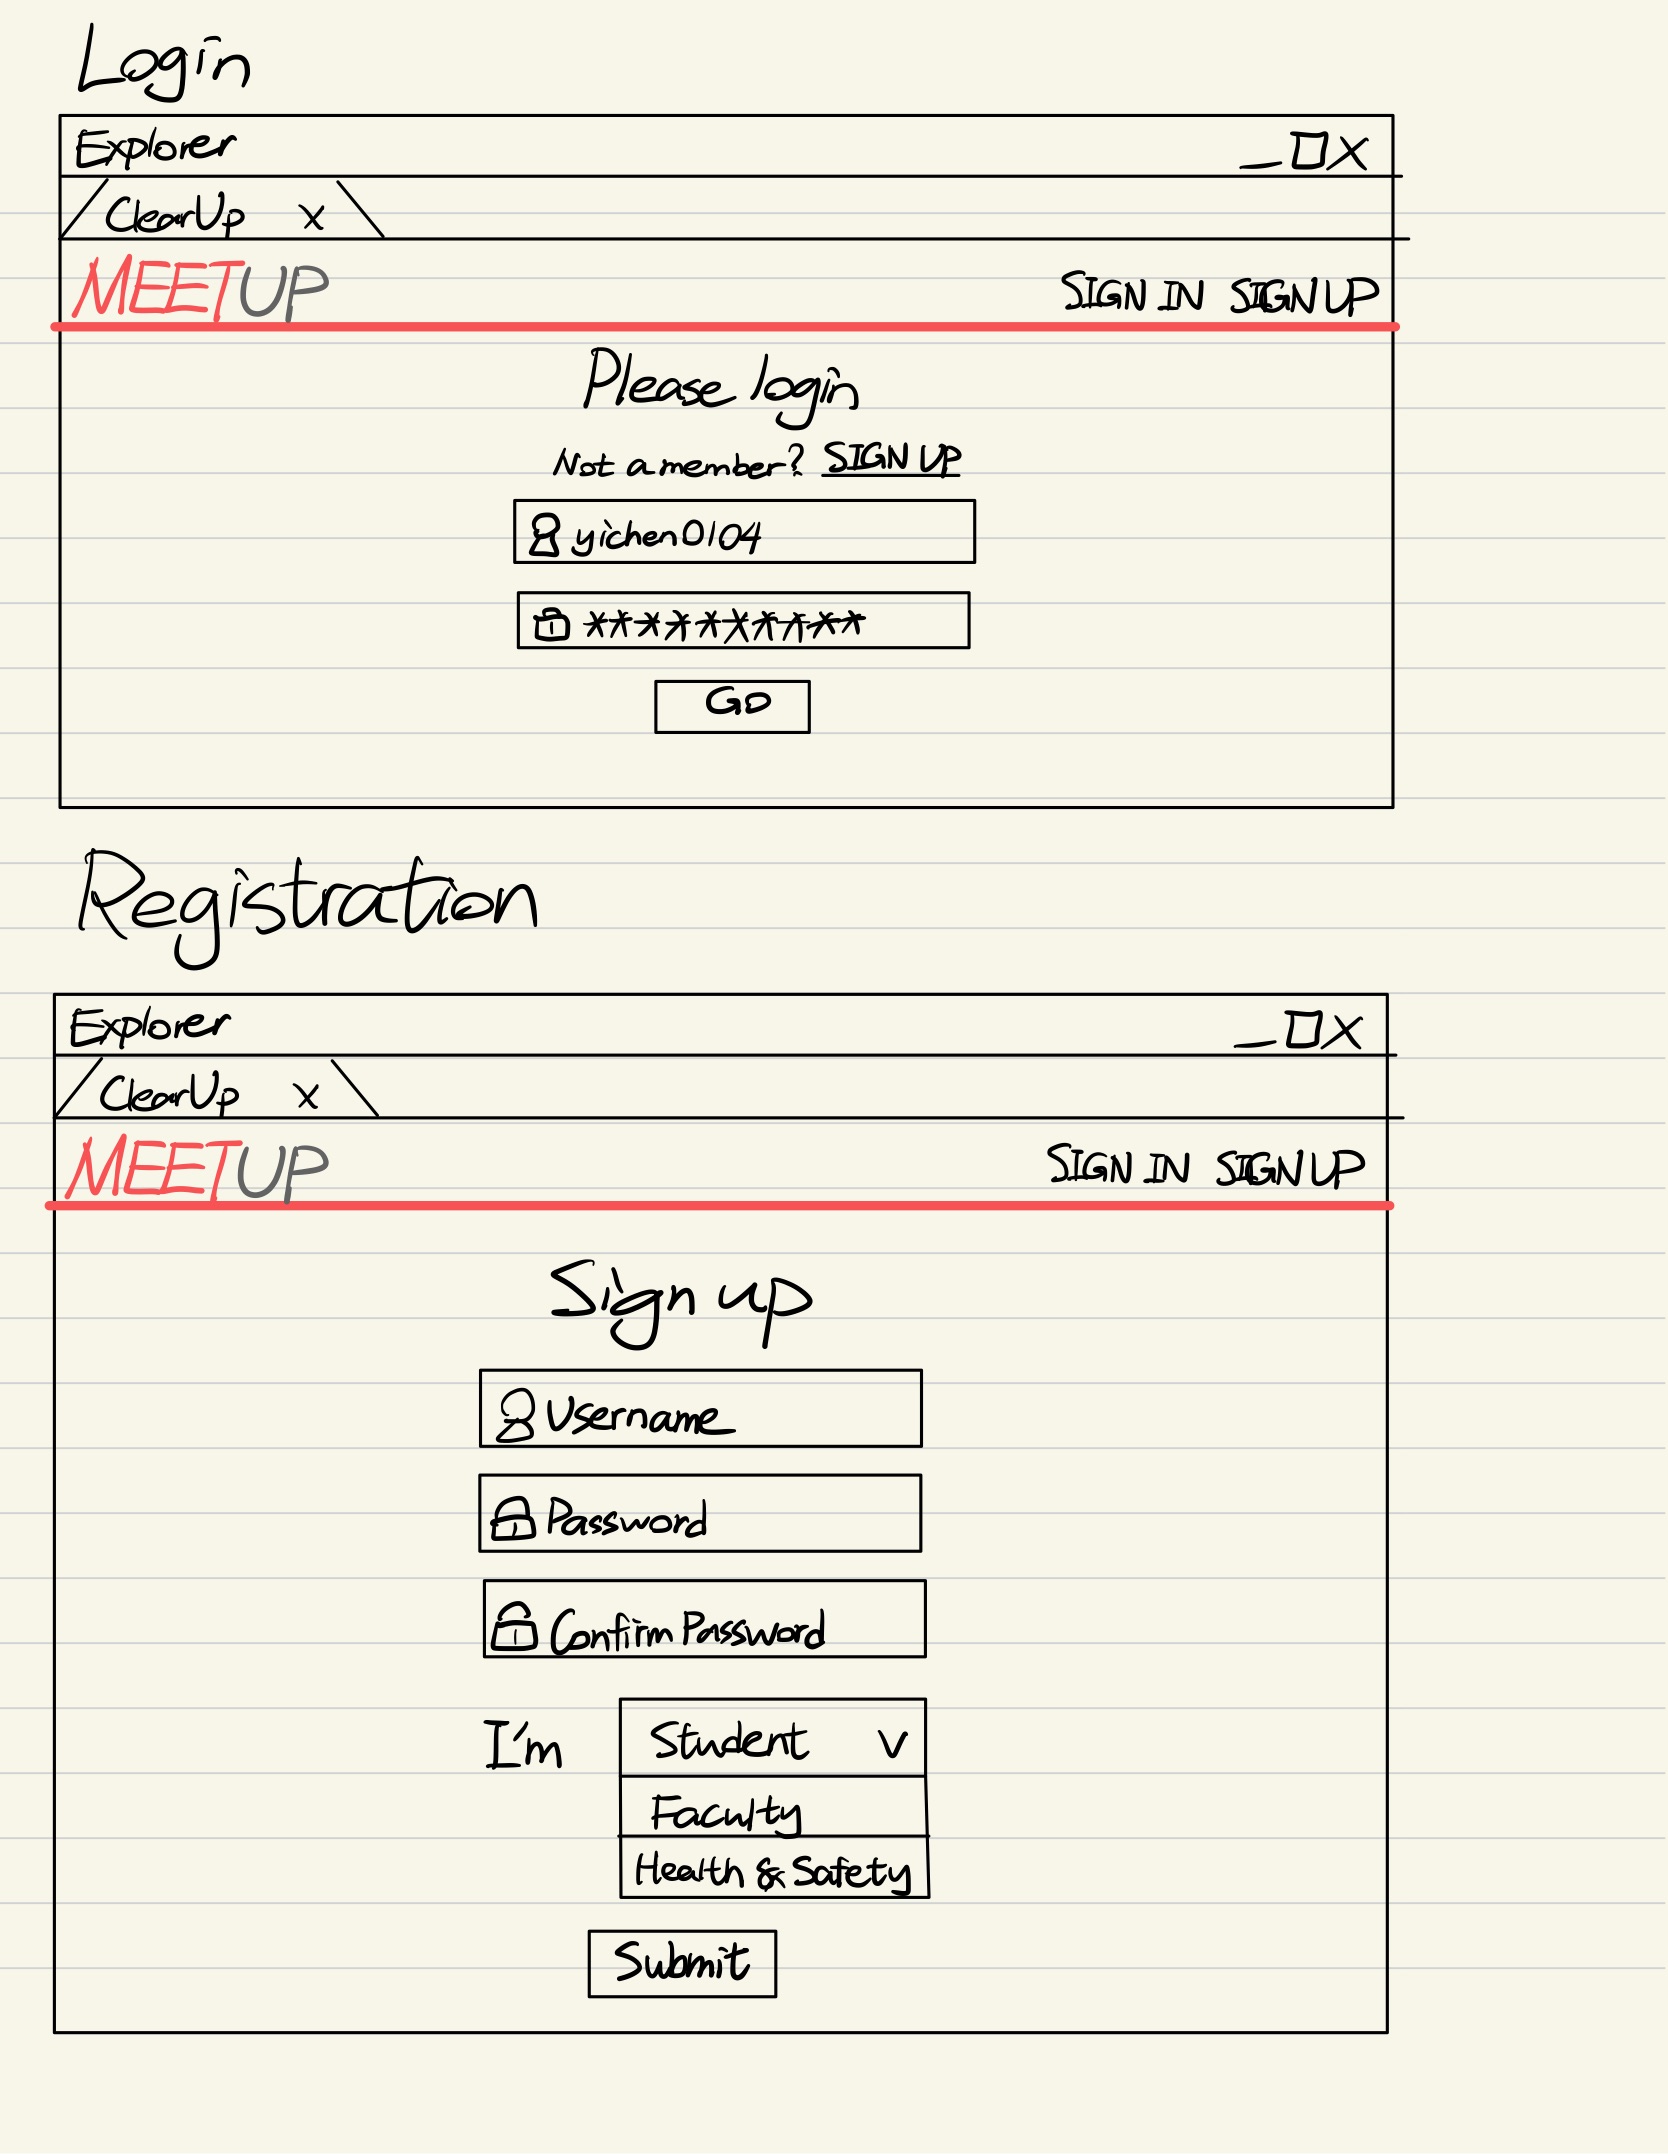 Login
Explorer _ □ X
ClearUp x
MEETUP SIGN IN SIGN UP
Please login
Not a member? SIGN UP
yichen0104
**********
Go
Registration
Explorer _ □ X
ClearUp x
MEETUP SIGN IN SIGN UP
Sign up
Username
Password
Confirm Password
I'm Student V
Faculty
Health & Safety
Submit